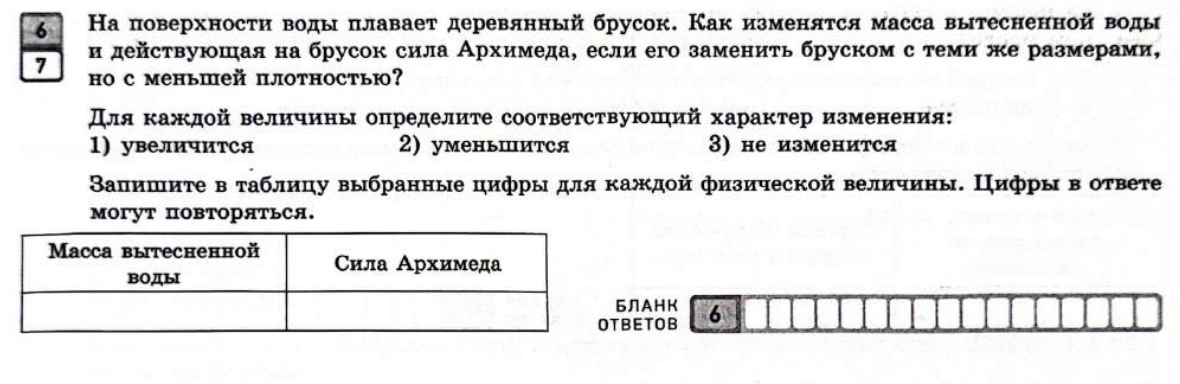 6
7
На поверхности воды плавает деревянный брусок. Как изменятся масса вытесненной воды
и действующая на брусок сила Архимеда, если его заменить бруском с теми же размерами,
но с меньшей плотностью?
Для каждой величины определите соответствующий характер изменения:
1) увеличится 2) уменьшится 3) не изменится
Запишите в таблицу выбранные цифры для каждой физической величины. Цифры в ответе
могут повторяться.
Масса вытесненной
воды
Сила Архимеда
БЛАНК
ОТВЕТОВ
6